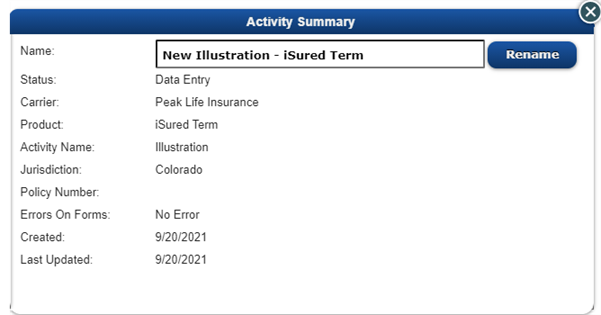 Activity Summary
Name: New Illustration - iSured Term Rename
Status: Data Entry
Carrier: Peak Life Insurance
Product: iSured Term
Activity Name: Illustration
Jurisdiction: Colorado
Policy Number:
Errors On Forms: No Error
Created: 9/20/2021
Last Updated: 9/20/2021